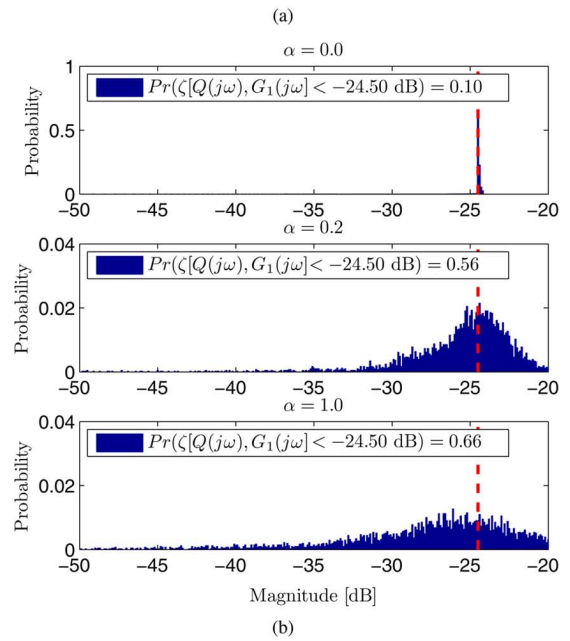 (a)
α = 0.0
Probability
1
0.5
0
Pr(ζ[Q(jω), G₁(jω] < −24.50 dB) = 0.10
−50 −45 −40 −35 −30 −25 −20
α = 0.2
Probability
0.04
0.02
0
Pr(ζ[Q(jω), G₁(jω] < −24.50 dB) = 0.56
−50 −45 −40 −35 −30 −25 −20
α = 1.0
Probability
0.04
0.02
0
Pr(ζ[Q(jω), G₁(jω] < −24.50 dB) = 0.66
−50 −45 −40 −35 −30 −25 −20
Magnitude [dB]
(b)